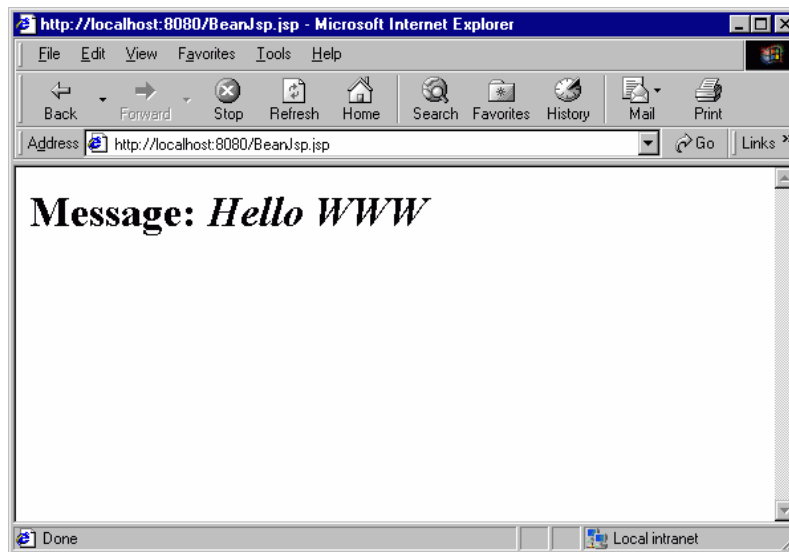 http://localhost:8080/BeanJsp.jsp - Microsoft Internet Explorer
File Edit View Favorites Tools Help
Back Forward Stop Refresh Home Search Favorites History Mail Print
Address http://localhost:8080/BeanJsp.jsp Go Links »
Message: Hello WWW
Done Local intranet